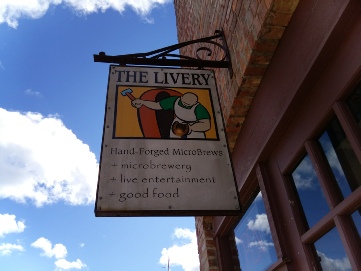 THE LIVERY
Hand-Forged MicroBrews
+ microbrewery
+ live entertainment
+ good food